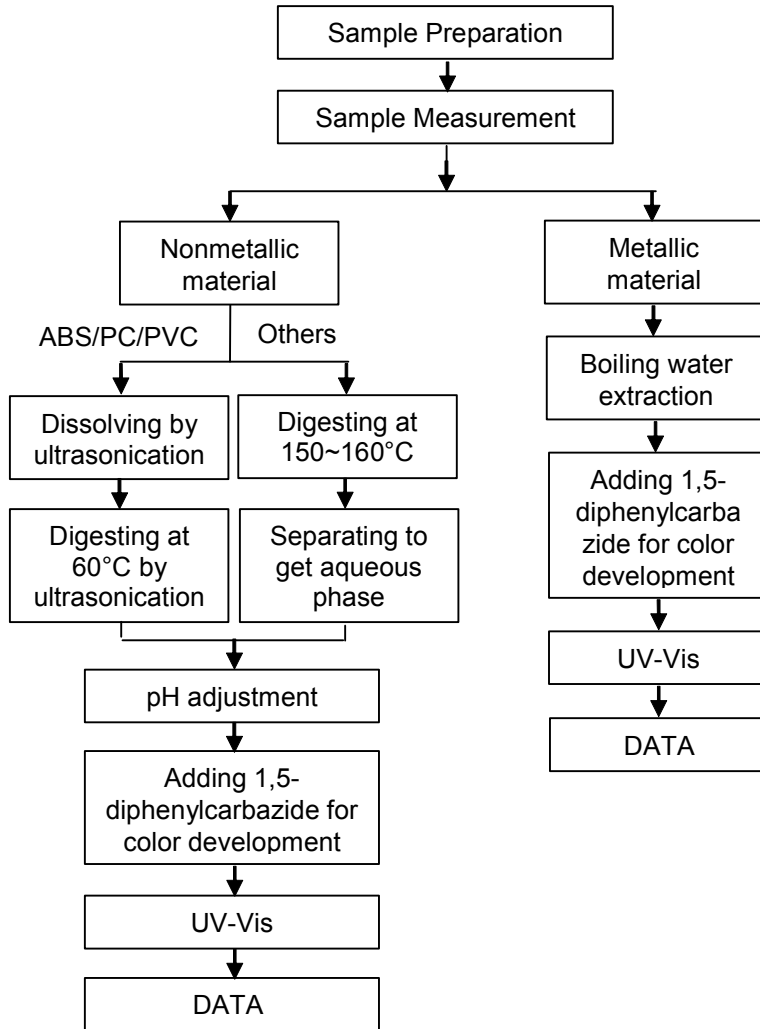 Sample Preparation
Sample Measurement
Nonmetallic
material
Metallic
material
ABS/PC/PVC
Others
Dissolving by
ultrasonication
Digesting at
150~160°C
Boiling water
extraction
Digesting at
60°C by
ultrasonication
Separating to
get aqueous
phase
Adding 1,5-
diphenylcarba
zide for color
development
pH adjustment
UV-Vis
DATA
Adding 1,5-
diphenylcarbazide for
color development
UV-Vis
DATA